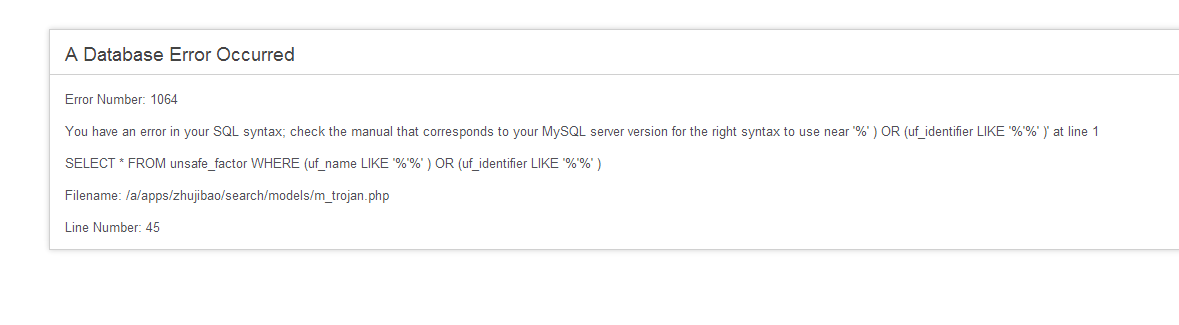 A Database Error Occurred
Error Number: 1064
You have an error in your SQL syntax; check the manual that corresponds to your MySQL server version for the right syntax to use near '%' ) OR (uf_identifier LIKE '%'%' )' at line 1
SELECT * FROM unsafe_factor WHERE (uf_name LIKE '%'%' ) OR (uf_identifier LIKE '%'%' )
Filename: /a/apps/zhujibao/search/models/m_trojan.php
Line Number: 45